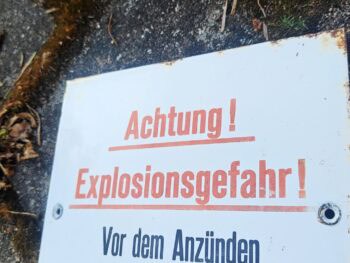 Achtung!
Explosionsgefahr!
Vor dem Anzünden